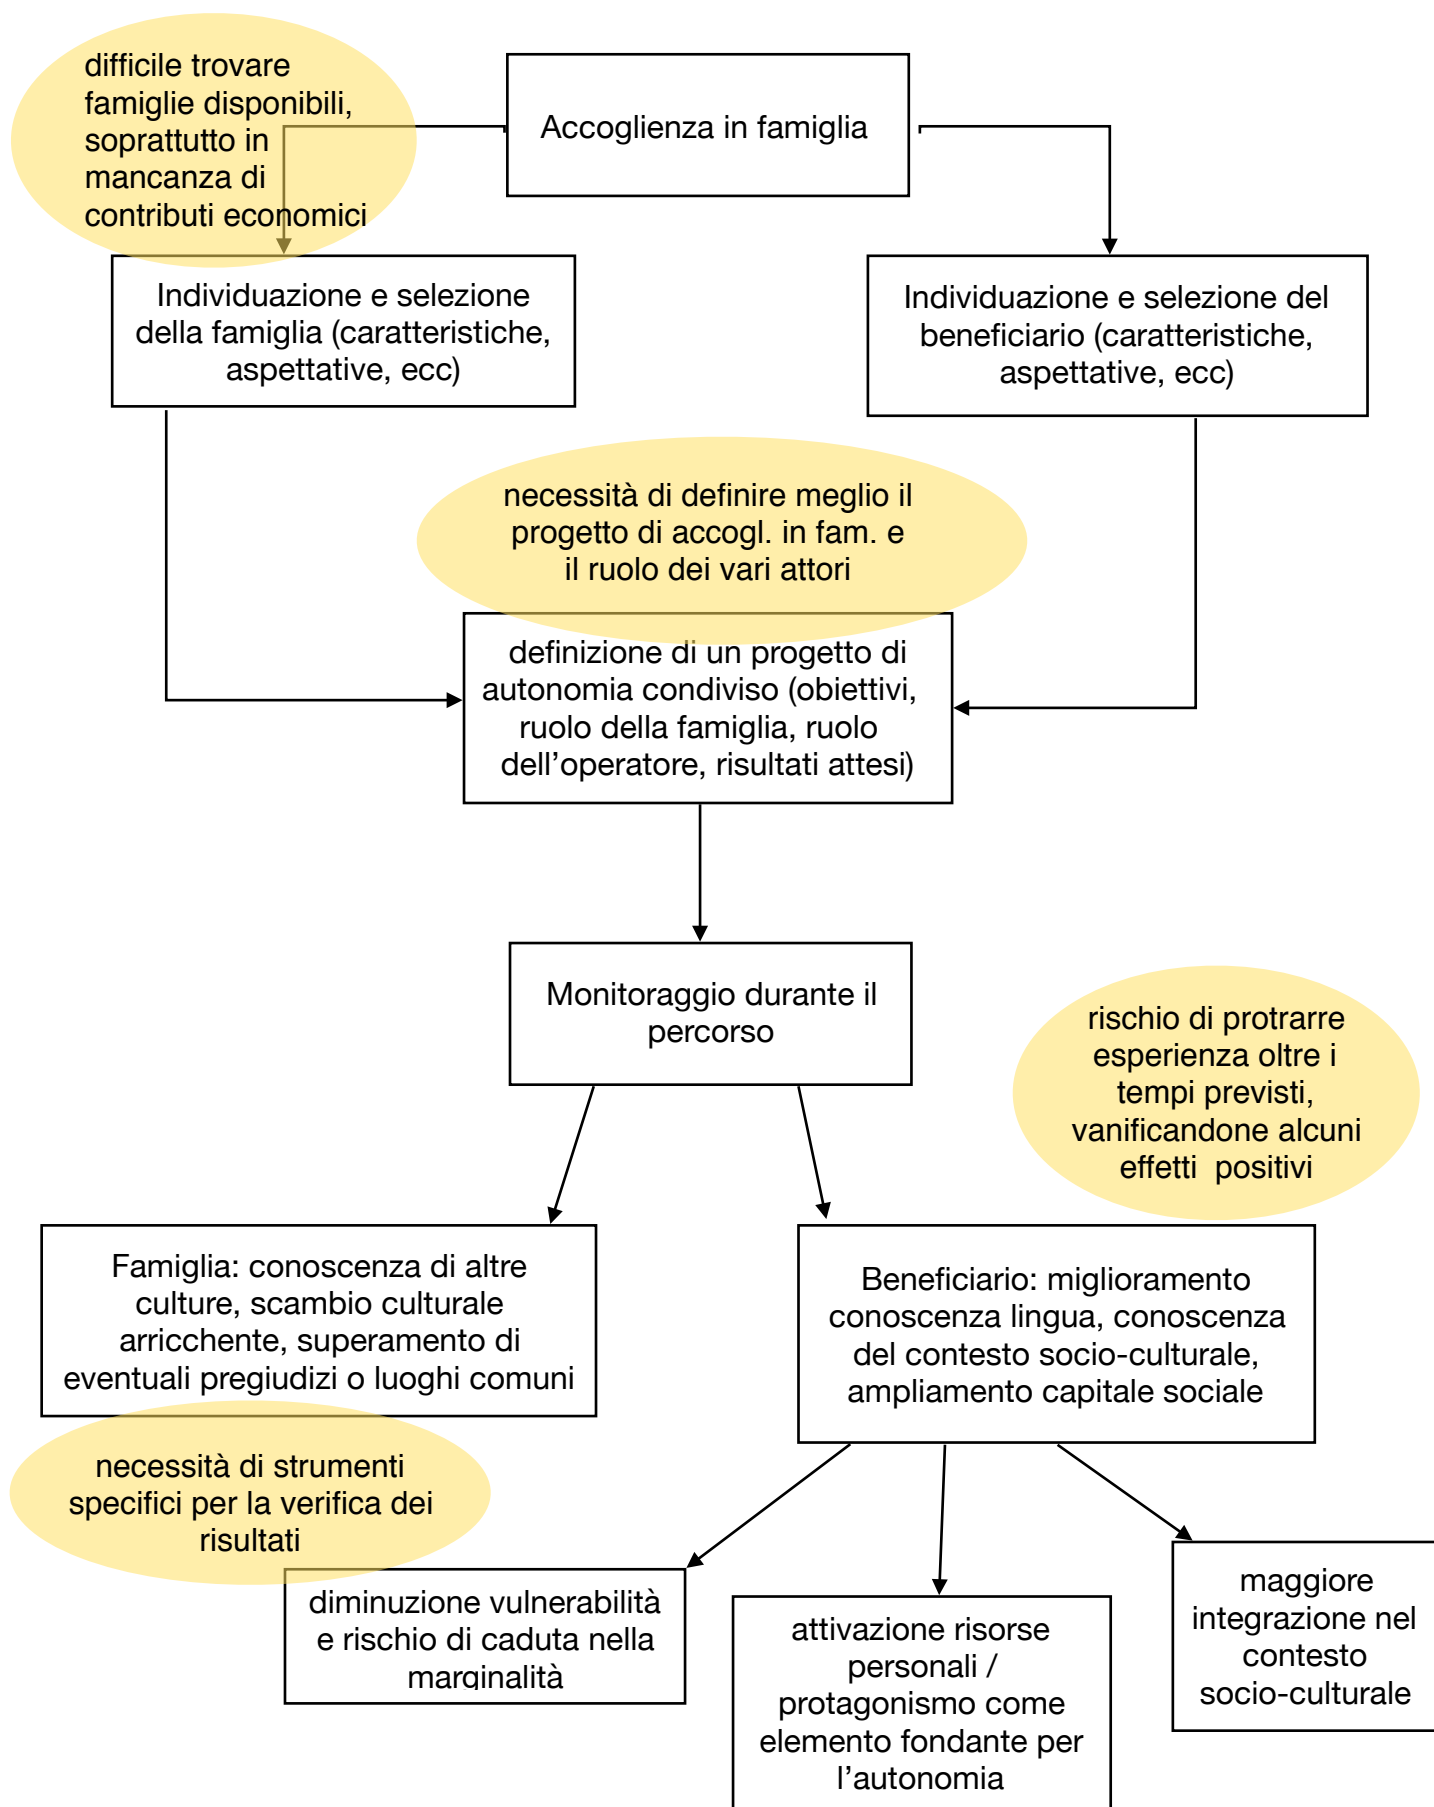 difficile trovare
famiglie disponibili,
soprattutto in
mancanza di
contributi economici
Accoglienza in famiglia
Individuazione e selezione
della famiglia (caratteristiche,
aspettative, ecc)
Individuazione e selezione del
beneficiario (caratteristiche,
aspettative, ecc)
necessità di definire meglio il
progetto di accogl. in fam. e
il ruolo dei vari attori
definizione di un progetto di
autonomia condiviso (obiettivi,
ruolo della famiglia, ruolo
dell’operatore, risultati attesi)
Monitoraggio durante il
percorso
rischio di protrarre
esperienza oltre i
tempi previsti,
vanificandone alcuni
effetti  positivi
Famiglia: conoscenza di altre
culture, scambio culturale
arricchente, superamento di
eventuali pregiudizi o luoghi comuni
Beneficiario: miglioramento
conoscenza lingua, conoscenza
del contesto socio-culturale,
ampliamento capitale sociale
necessità di strumenti
specifici per la verifica dei
risultati
diminuzione vulnerabilità
e rischio di caduta nella
marginalità
attivazione risorse
personali /
protagonismo come
elemento fondante per
l’autonomia
maggiore
integrazione nel
contesto
socio-culturale